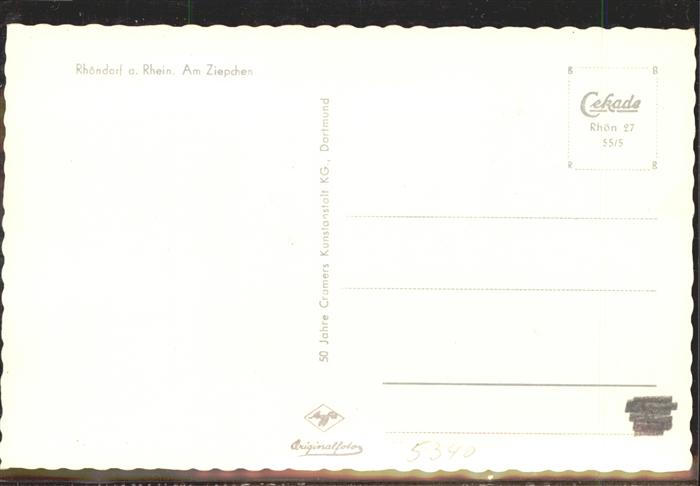 Rhöndorf a. Rhein. Am Ziepchen
50 Jahre Cramers Kunstanstalt KG., Dortmund
B B
Cekade
Rhön 27
55/5
R B
Agfa
Originalfoto
5340